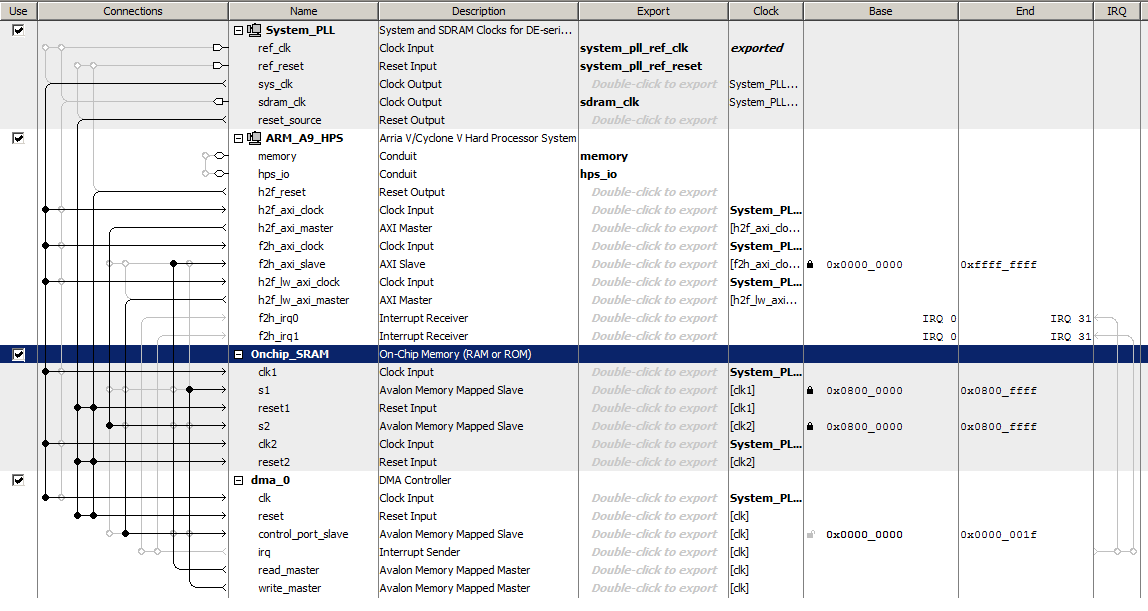 Use Connections Name Description Export Clock Base End IRQ
System_PLL System and SDRAM Clocks for DE-seri...
ref_clk Clock Input system_pll_ref_clk exported
ref_reset Reset Input system_pll_ref_reset
sys_clk Clock Output Double-click to export System_PLL...
sdram_clk Clock Output sdram_clk System_PLL...
reset_source Reset Output Double-click to export
ARM_A9_HPS Arria V/Cyclone V Hard Processor System
memory Conduit memory
hps_io Conduit hps_io
h2f_reset Reset Output Double-click to export
h2f_axi_clock Clock Input Double-click to export System_PL...
h2f_axi_master AXI Master Double-click to export [h2f_axi_clo...
f2h_axi_clock Clock Input Double-click to export System_PL...
f2h_axi_slave AXI Slave Double-click to export [f2h_axi_clo... 0x0000_0000 0xffff_ffff
h2f_lw_axi_clock Clock Input Double-click to export System_PL...
h2f_lw_axi_master AXI Master Double-click to export [h2f_lw_axi...
f2h_irq0 Interrupt Receiver Double-click to export IRQ 0 IRQ 31
f2h_irq1 Interrupt Receiver Double-click to export IRQ 0 IRQ 31
Onchip_SRAM On-Chip Memory (RAM or ROM)
clk1 Clock Input Double-click to export System_PL...
s1 Avalon Memory Mapped Slave Double-click to export [clk1] 0x0800_0000 0x0800_ffff
reset1 Reset Input Double-click to export [clk1]
s2 Avalon Memory Mapped Slave Double-click to export [clk2] 0x0800_0000 0x0800_ffff
clk2 Clock Input Double-click to export System_PL...
reset2 Reset Input Double-click to export [clk2]
dma_0 DMA Controller
clk Clock Input Double-click to export System_PL...
reset Reset Input Double-click to export [clk]
control_port_slave Avalon Memory Mapped Slave Double-click to export [clk] 0x0000_0000 0x0000_001f
irq Interrupt Sender Double-click to export [clk]
read_master Avalon Memory Mapped Master Double-click to export [clk]
write_master Avalon Memory Mapped Master Double-click to export [clk]